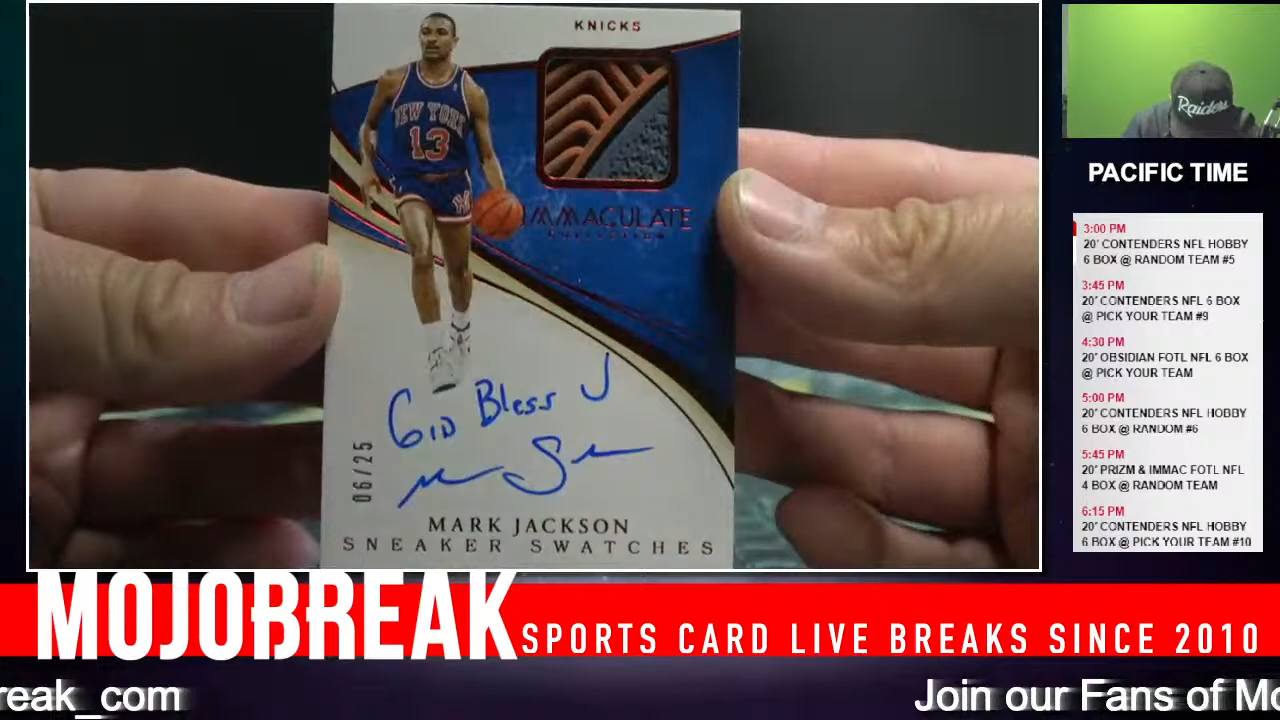 KNICKS
NEW YORK
13
IMMACULATE
COLLECTION
God Bless U
06/25
MARK JACKSON
SNEAKER SWATCHES
Raiders
PACIFIC TIME
3:00 PM
20' CONTENDERS NFL HOBBY
6 BOX @ RANDOM TEAM #5
3:45 PM
20' CONTENDERS NFL 6 BOX
@ PICK YOUR TEAM #9
4:30 PM
20' OBSIDIAN FOTL NFL 6 BOX
@ PICK YOUR TEAM
5:00 PM
20' CONTENDERS NFL HOBBY
6 BOX @ RANDOM #6
5:45 PM
20' PRIZM & IMMAC FOTL NFL
4 BOX @ RANDOM TEAM
6:15 PM
20' CONTENDERS NFL HOBBY
6 BOX @ PICK YOUR TEAM #10
MOJOBREAK SPORTS CARD LIVE BREAKS SINCE 2010
reak_com
Join our Fans of Mo